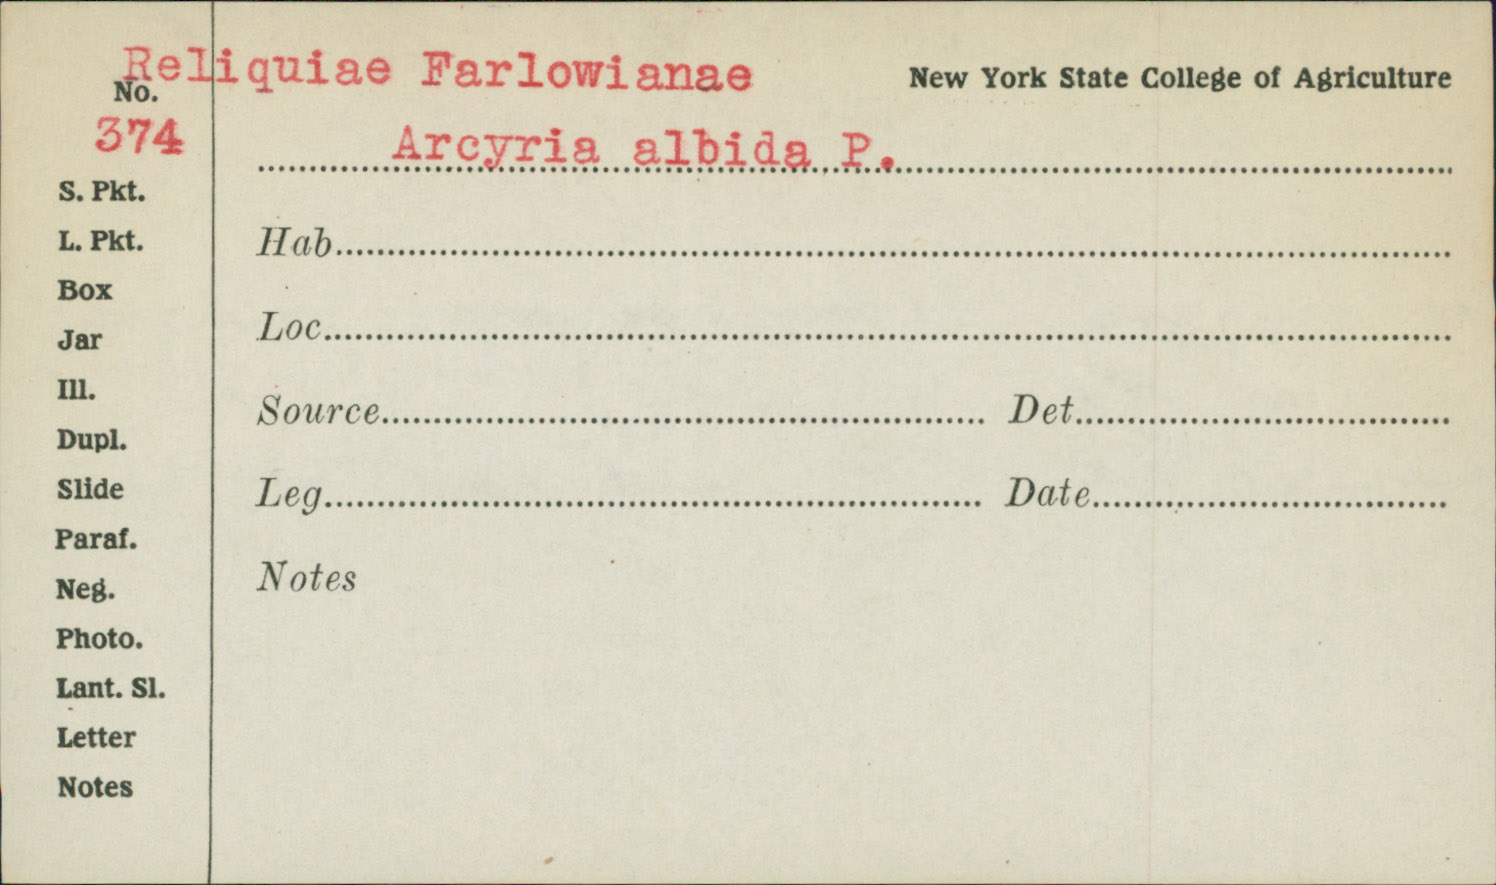 Reliquiae Farlowianae
New York State College of Agriculture
No.
374
Arcyria albida P.
S. Pkt.
L. Pkt.
Box
Jar
Ill.
Dupl.
Slide
Paraf.
Neg.
Photo.
Lant. Sl.
Letter
Notes
Hab
Loc
Source Det
Leg Date
Notes